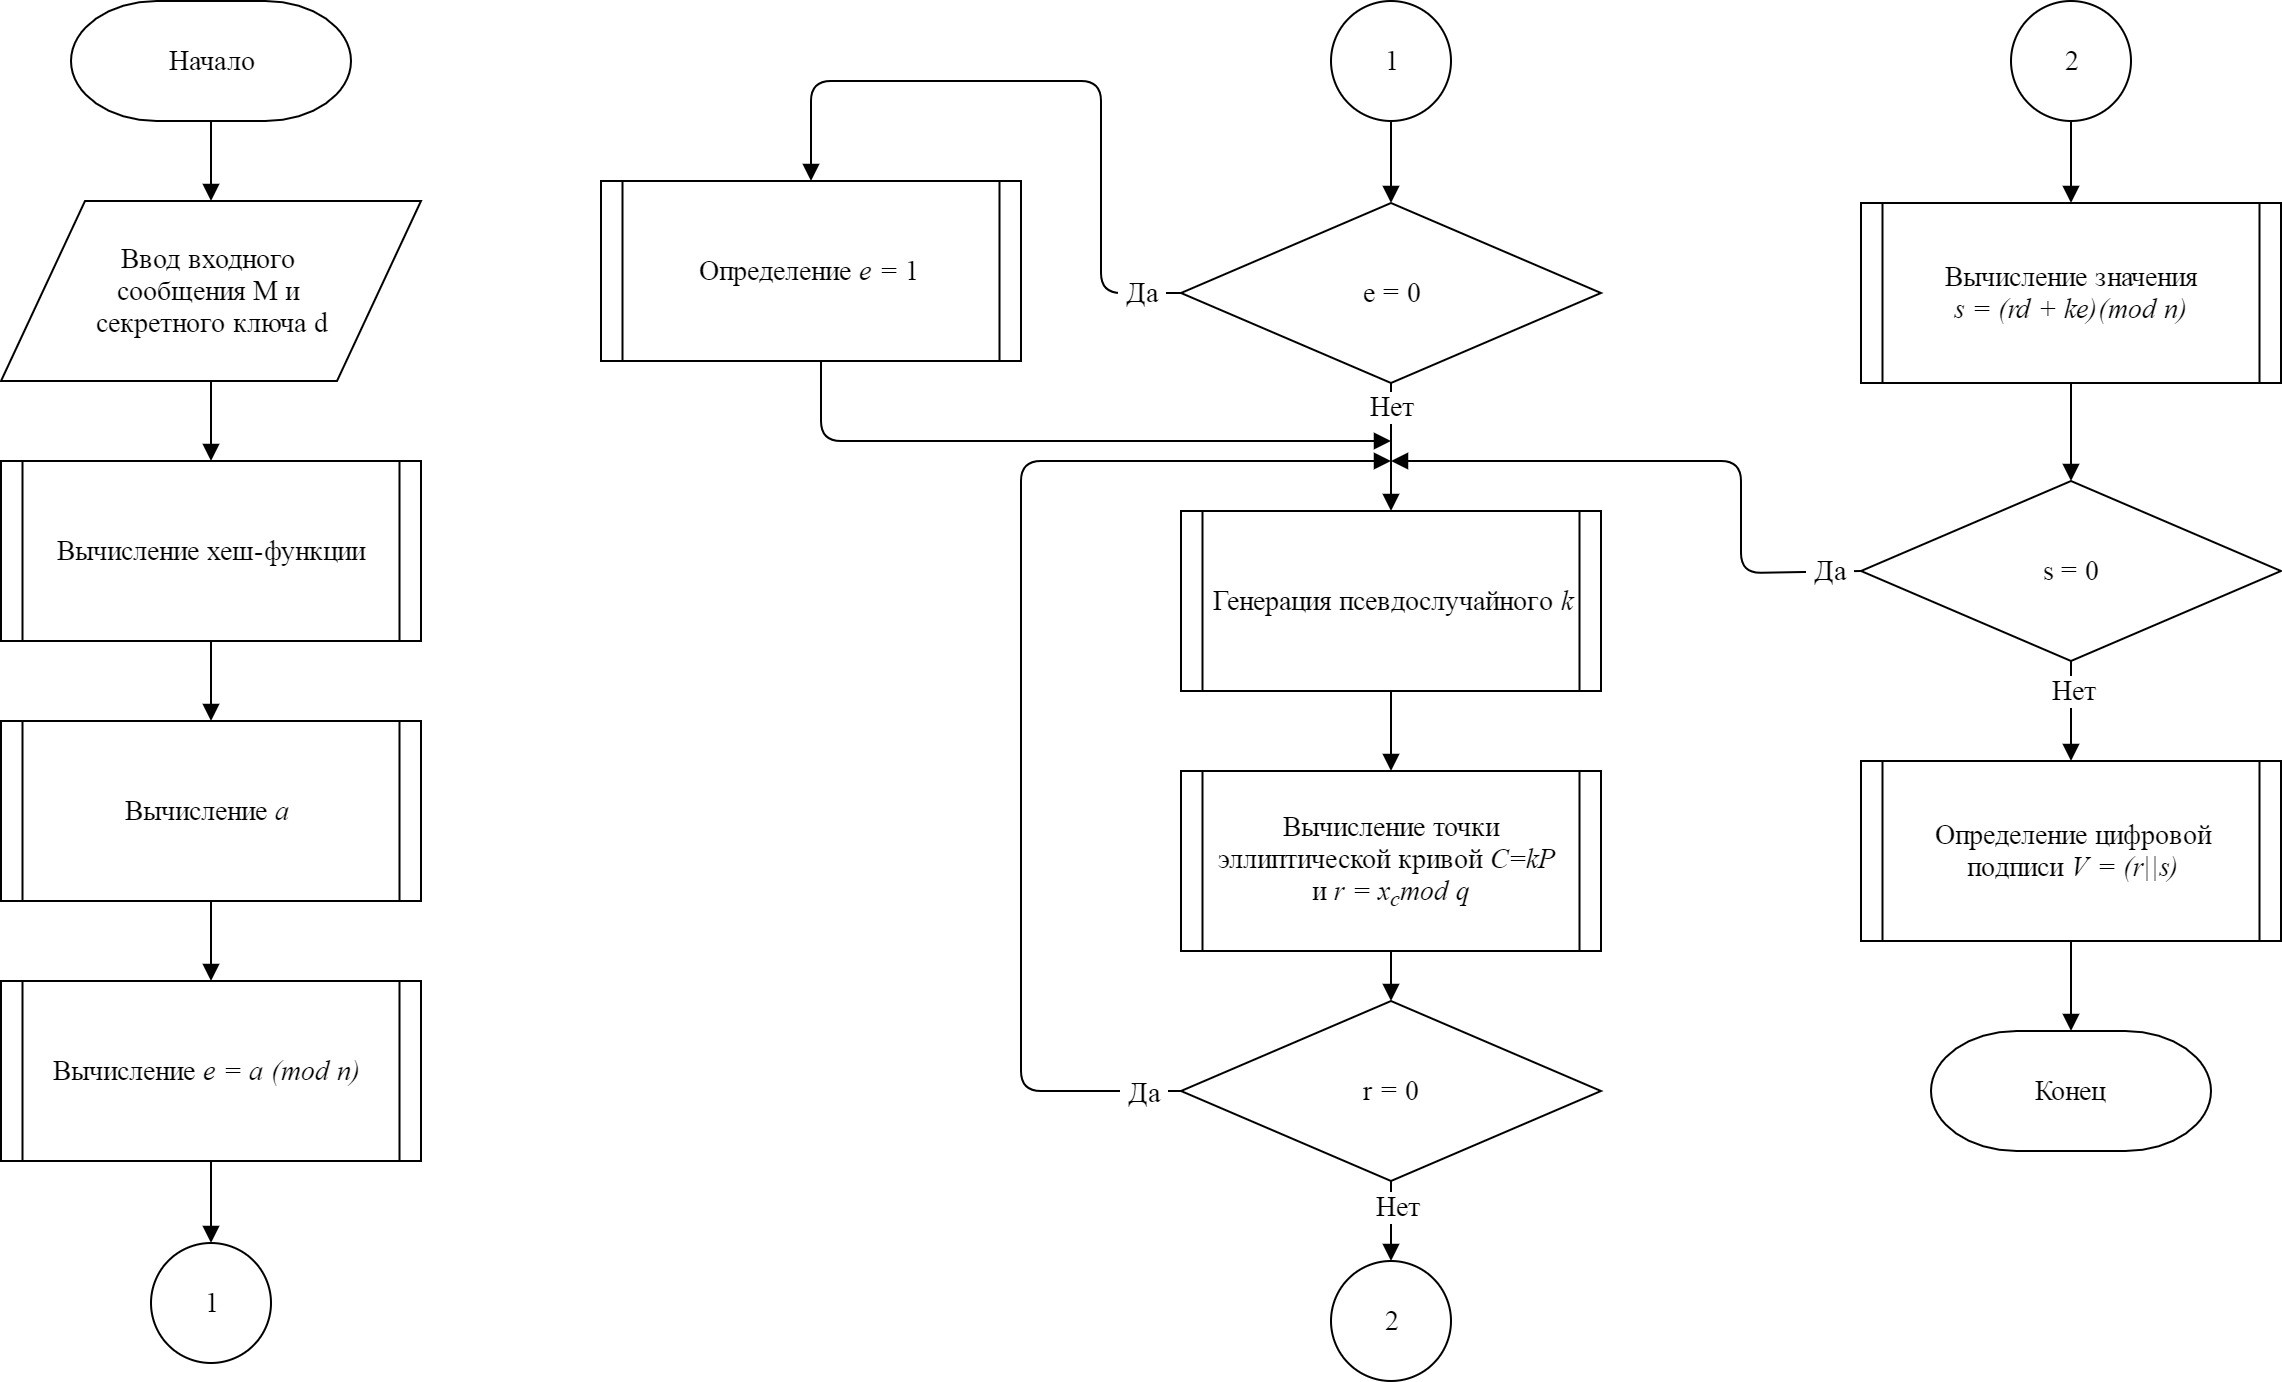 Начало
Ввод входного
сообщения М и
секретного ключа d
Вычисление хеш-функции
Вычисление a
Вычисление e = a (mod n)
1
1
e = 0
Да
Определение e = 1
Нет
Генерация псевдослучайного k
Вычисление точки
эллиптической кривой C=kP
и r = x_c mod q
r = 0
Да
Нет
2
2
Вычисление значения
s = (rd + ke)(mod n)
s = 0
Да
Нет
Определение цифровой
подписи V = (r||s)
Конец